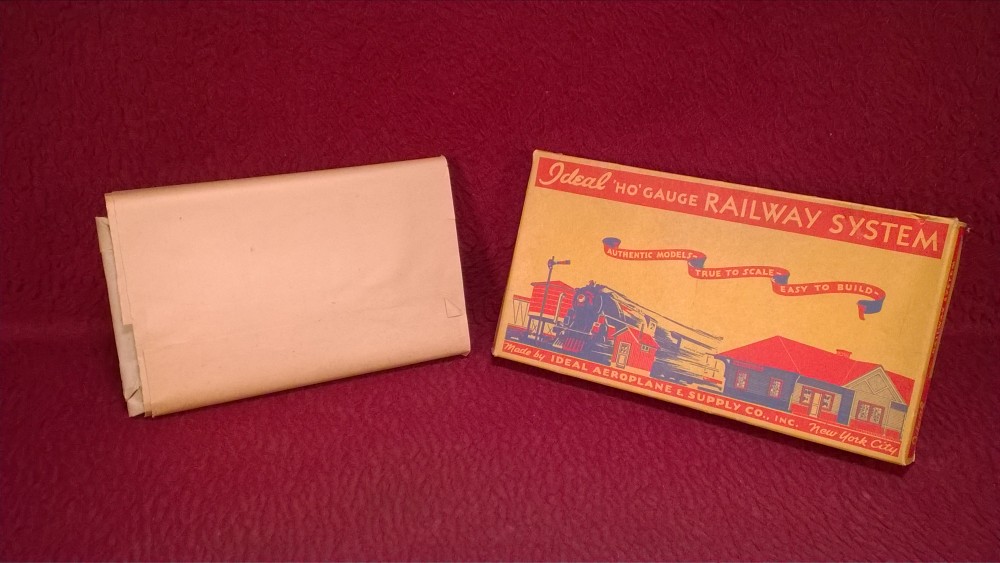 Ideal 'HO' GAUGE RAILWAY SYSTEM
AUTHENTIC MODELS-
TRUE TO SCALE-
EASY TO BUILD-
Made by IDEAL AEROPLANE & SUPPLY CO., INC. New York City